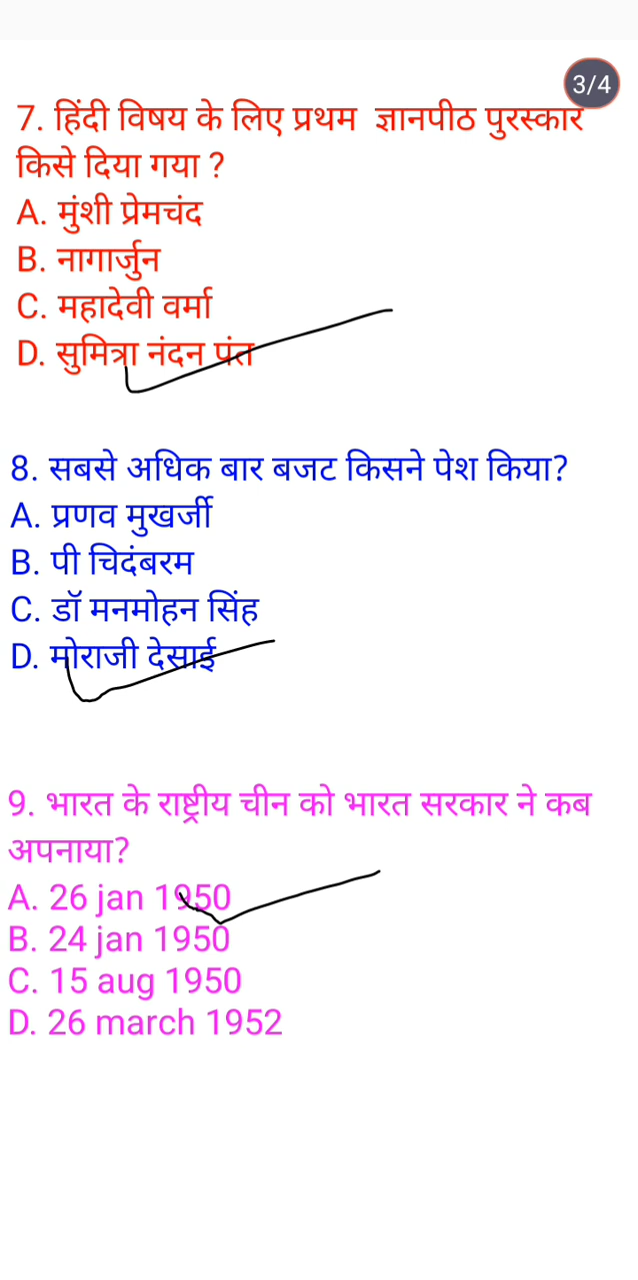 3/4
7. हिंदी विषय के लिए प्रथम ज्ञानपीठ पुरस्कार
किसे दिया गया ?
A. मुंशी प्रेमचंद
B. नागार्जुन
C. महादेवी वर्मा
D. सुमित्रा नंदन पंत
8. सबसे अधिक बार बजट किसने पेश किया?
A. प्रणव मुखर्जी
B. पी चिदंबरम
C. डॉ मनमोहन सिंह
D. मोराजी देसाई
9. भारत के राष्ट्रीय चीन को भारत सरकार ने कब
अपनाया?
A. 26 jan 1950
B. 24 jan 1950
C. 15 aug 1950
D. 26 march 1952